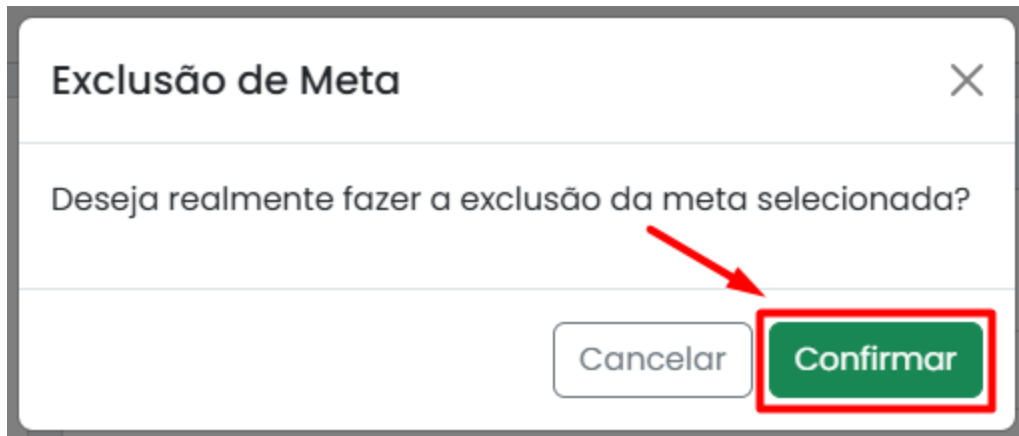 Exclusão de Meta
Deseja realmente fazer a exclusão da meta selecionada?
Cancelar
Confirmar